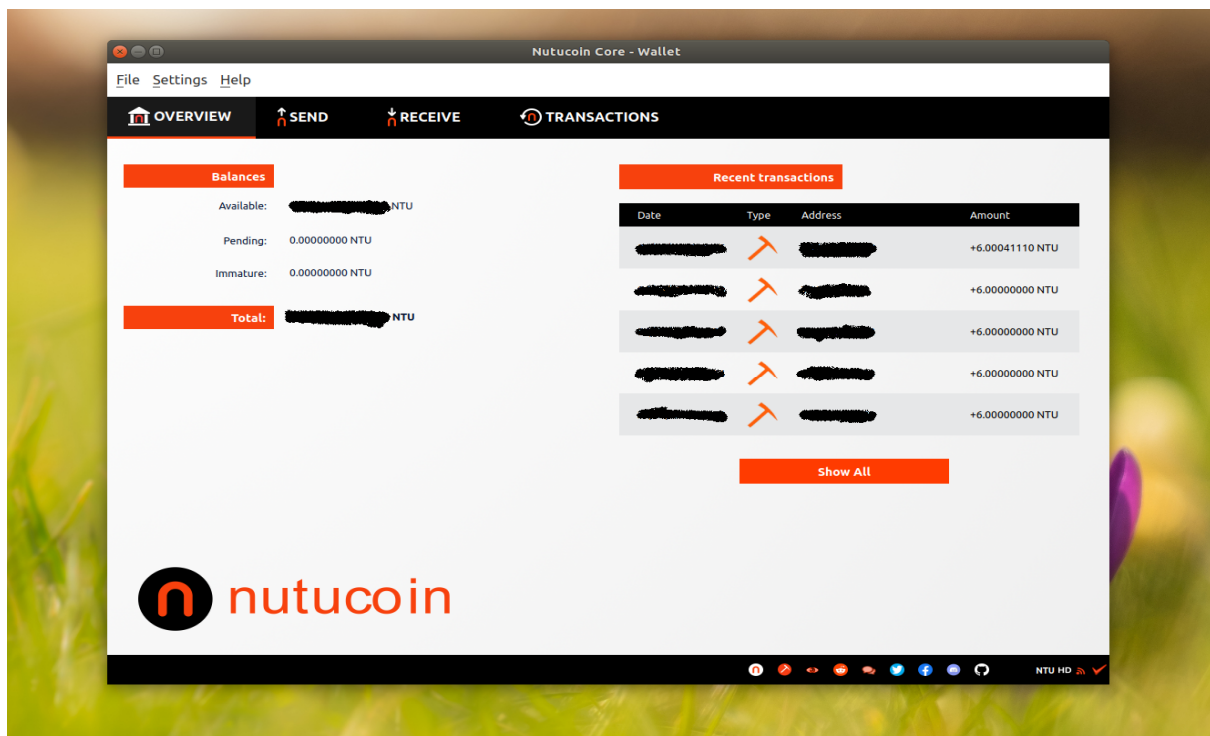 Nutucoin Core - Wallet
File Settings Help
OVERVIEW SEND RECEIVE TRANSACTIONS
Balances
Available: NTU
Pending: 0.00000000 NTU
Immature: 0.00000000 NTU
Total: NTU
Recent transactions
Date Type Address Amount
+6.00041110 NTU
+6.00000000 NTU
+6.00000000 NTU
+6.00000000 NTU
+6.00000000 NTU
Show All
n nutucoin
NTU HD